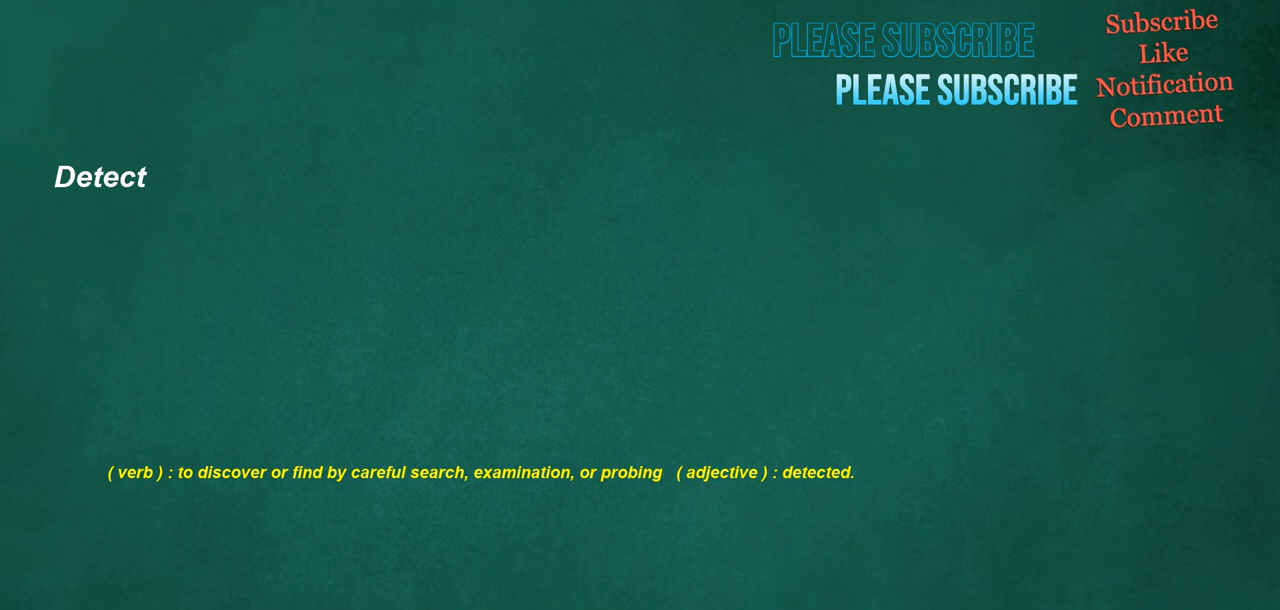 PLEASE SUBSCRIBE
PLEASE SUBSCRIBE
Subscribe
Like
Notification
Comment
Detect
( verb ) : to discover or find by careful search, examination, or probing ( adjective ) : detected.